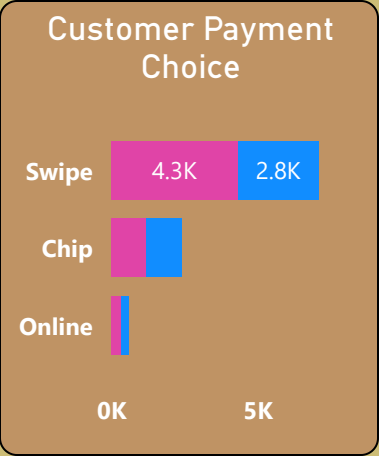 Customer Payment
Choice
Swipe 4.3K 2.8K
Chip
Online
0K 5K